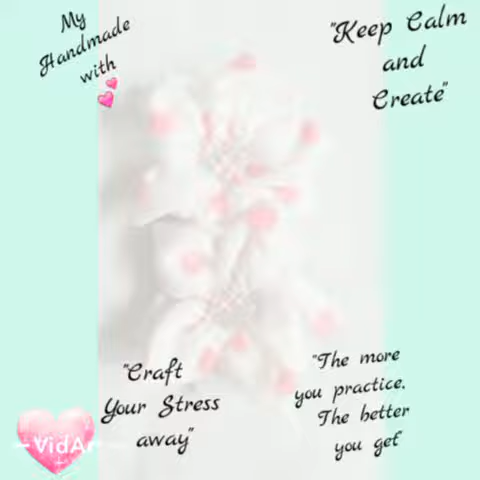 My
Handmade
with 💕
"Keep Calm
and
Create"
"Craft
Your Stress
away"
"The more
you practice.
The better
you get"